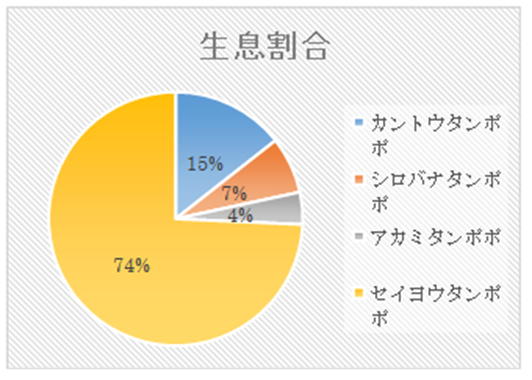 生息割合
15%
7%
4%
74%
カントウタンポ
ポ
シロバナタンポ
ポ
アカミタンポポ
セイヨウタンポ
ポ